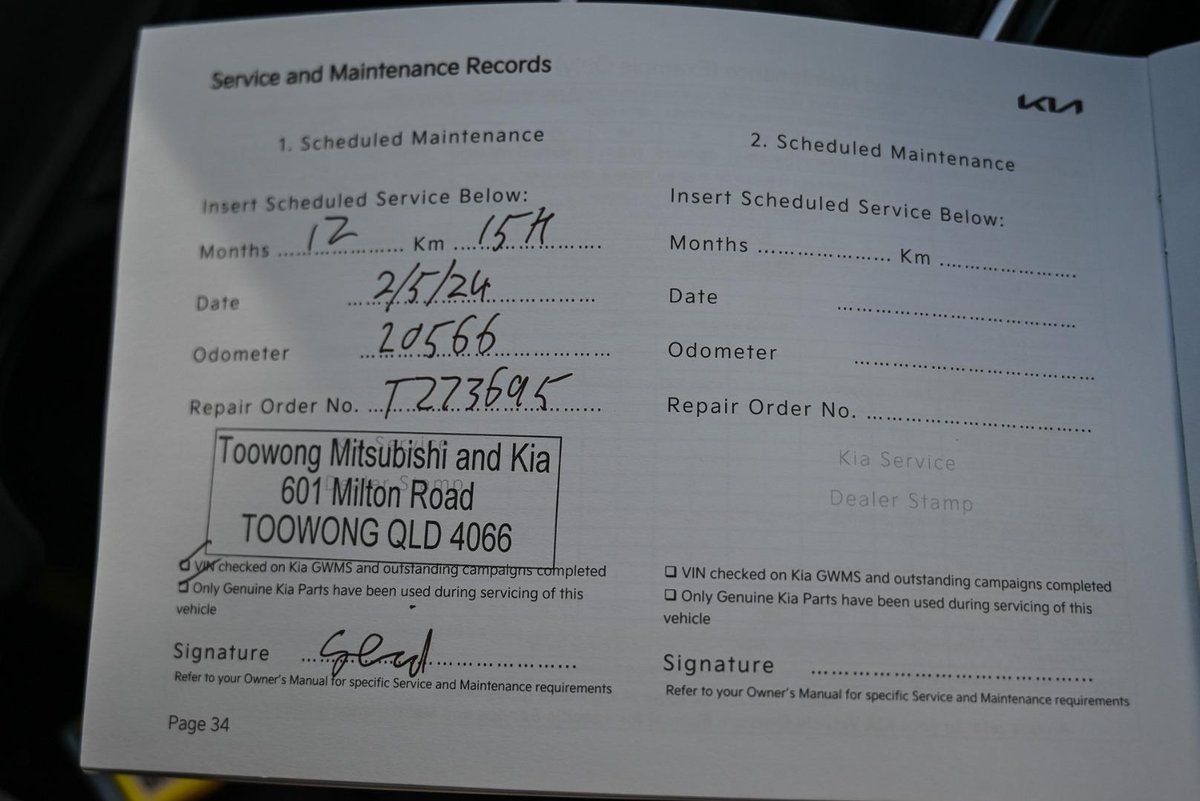 Service and Maintenance Records
KIA
1. Scheduled Maintenance
Insert Scheduled Service Below:
Months 12 Km 15K
Date 2/5/24
Odometer 20566
Repair Order No. T273695
Service
Stamp
Toowong Mitsubishi and Kia
601 Milton Road
TOOWONG QLD 4066
VIN checked on Kia GWMS and outstanding campaigns completed
Only Genuine Kia Parts have been used during servicing of this
vehicle
Signature
Refer to your Owner's Manual for specific Service and Maintenance requirements
Page 34
2. Scheduled Maintenance
Insert Scheduled Service Below:
Months .................... Km ....................
Date ....................
Odometer ....................
Repair Order No. ....................
Kia Service
Dealer Stamp
❑ VIN checked on Kia GWMS and outstanding campaigns completed
❑ Only Genuine Kia Parts have been used during servicing of this
vehicle
Signature ....................
Refer to your Owner's Manual for specific Service and Maintenance requirements